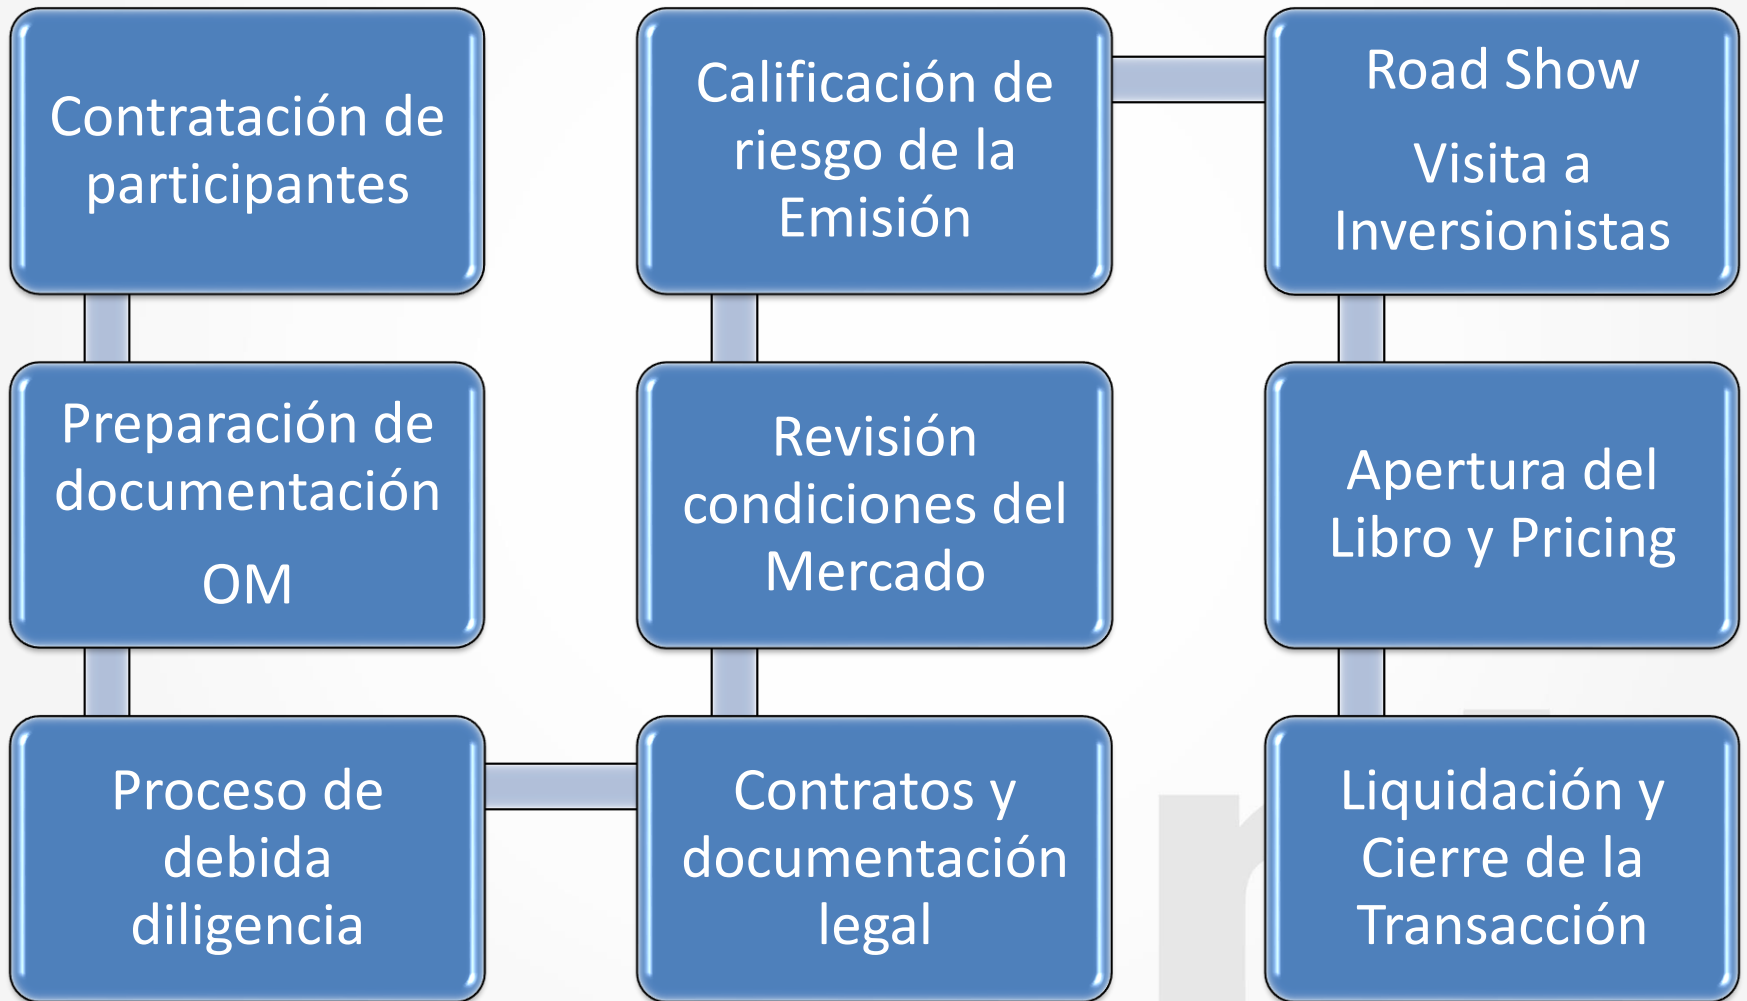 Contratación de
participantes
Preparación de
documentación
OM
Proceso de
debida
diligencia
Contratos y
documentación
legal
Revisión
condiciones del
Mercado
Calificación de
riesgo de la
Emisión
Road Show
Visita a
Inversionistas
Apertura del
Libro y Pricing
Liquidación y
Cierre de la
Transacción